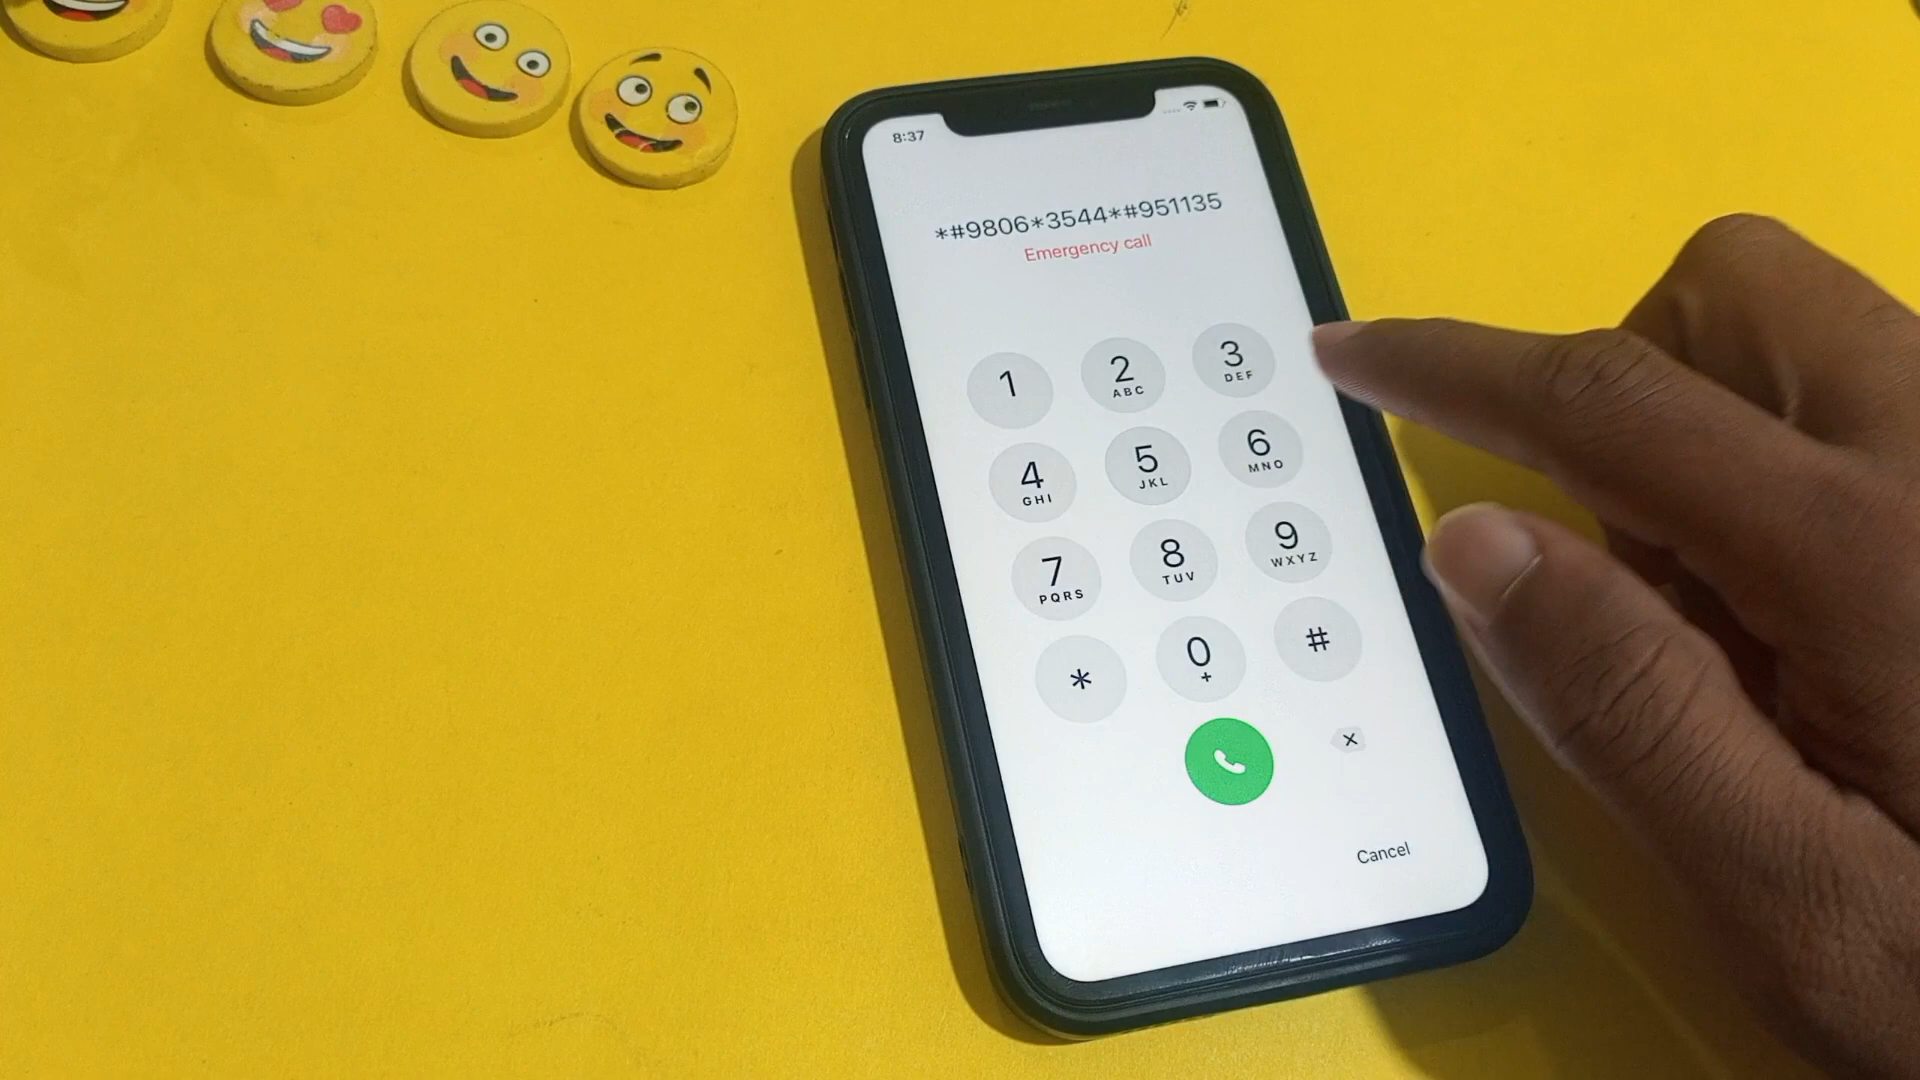 8:37
*#9806*3544*#951135
Emergency call
1
2
ABC
3
DEF
4
GHI
5
JKL
6
MNO
7
PQRS
8
TUV
9
WXYZ
*
0
+
#
Cancel